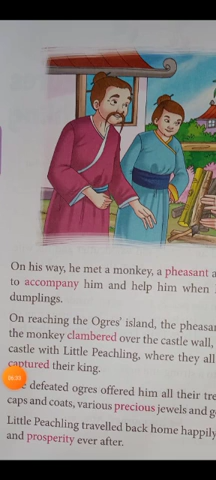 On his way, he met a monkey, a pheasant
to accompany him and help him when
dumplings.
On reaching the Ogres' island, the
the monkey clambered over the castle wall,
castle with Little Peachling, where they all
captured their king.
defeated ogres offered him all their
caps and coats, various precious jewels and
Little Peachling travelled back home happily
and prosperity ever after.
16:33